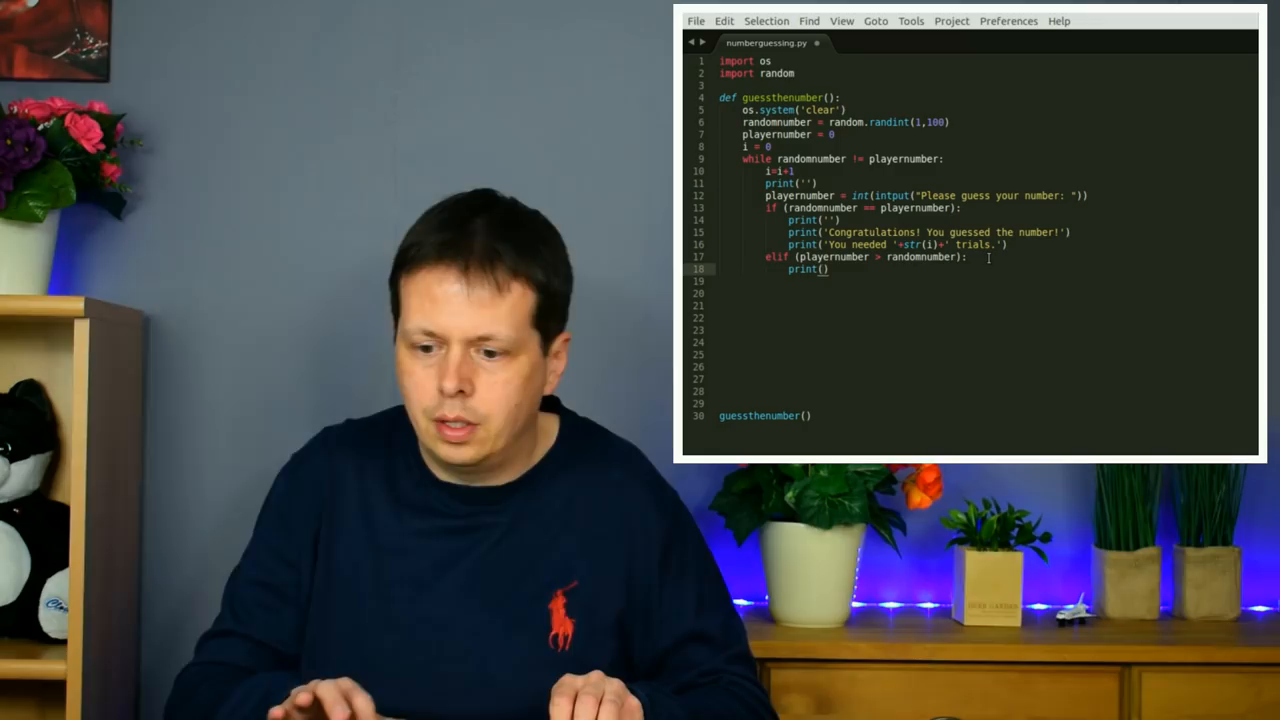 File Edit Selection Find View Goto Tools Project Preferences Help
numberguessing.py
1 import os
2 import random
3
4 def guessthenumber():
5 os.system('clear')
6 randomnumber = random.randint(1,100)
7 playernumber = 0
8 i = 0
9 while randomnumber != playernumber:
10 i=i+1
11 print('')
12 playernumber = int(intput("Please guess your number: "))
13 if (randomnumber == playernumber):
14 print('')
15 print('Congratulations! You guessed the number!')
16 print('You needed '+str(i)+' trials.')
17 elif (playernumber > randomnumber):
18 print()
19
20
21
22
23
24
25
26
27
28
29
30 guessthenumber()